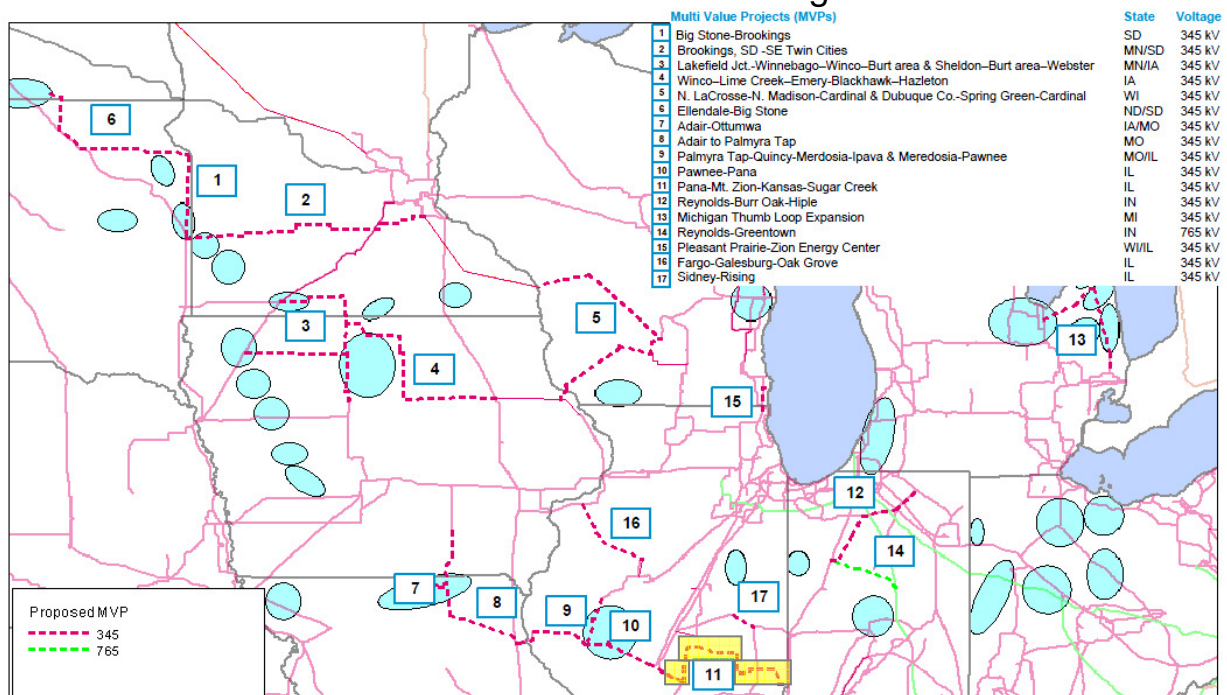 Multi Value Projects (MVPs) State Voltage
1 Big Stone-Brookings SD 345 kV
2 Brookings, SD -SE Twin Cities MN/SD 345 kV
3 Lakefield Jct.-Winnebago–Winco–Burt area & Sheldon–Burt area–Webster MN/IA 345 kV
4 Winco–Lime Creek–Emery-Blackhawk–Hazleton IA 345 kV
5 N. LaCrosse-N. Madison-Cardinal & Dubuque Co.-Spring Green-Cardinal WI 345 kV
6 Ellendale-Big Stone ND/SD 345 kV
7 Adair-Ottumwa IA/MO 345 kV
8 Adair to Palmyra Tap MO 345 kV
9 Palmyra Tap-Quincy-Merdosia-Ipava & Meredosia-Pawnee MO/IL 345 kV
10 Pawnee-Pana IL 345 kV
11 Pana-Mt. Zion-Kansas-Sugar Creek IL 345 kV
12 Reynolds-Burr Oak-Hiple IN 345 kV
13 Michigan Thumb Loop Expansion MI 345 kV
14 Reynolds-Greentown IN 765 kV
15 Pleasant Prairie-Zion Energy Center WI/IL 345 kV
16 Fargo-Galesburg-Oak Grove IL 345 kV
17 Sidney-Rising IL 345 kV
6
1
2
5
3
13
4
15
12
16
14
7
8
9
17
10
11
Proposed MVP
345
765